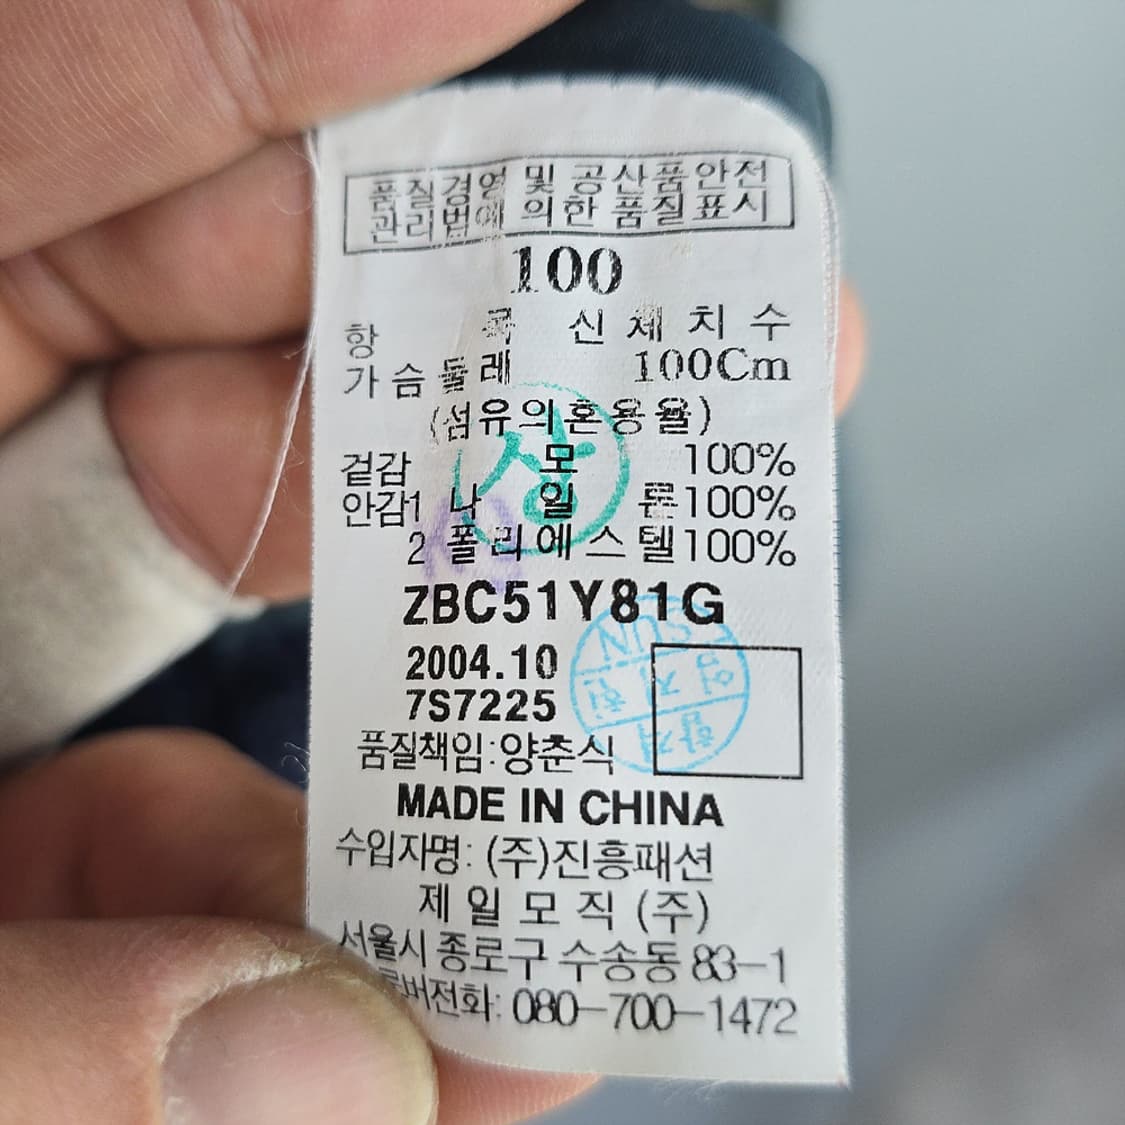 품질경영 및 공산품안전
관리법에 의한 품질표시
100
항 목 신체치수
가슴둘레 100Cm
(섬유의혼용율)
상
겉감 모 100%
안감1 나일론100%
2 폴리에스텔100%
ZBC51Y81G
2004.10
7S7225
품질책임:양춘식
MADE IN CHINA
수입자명: (주)진흥패션
제일모직(주)
서울시 종로구 수송동 83-1
080-700-1472